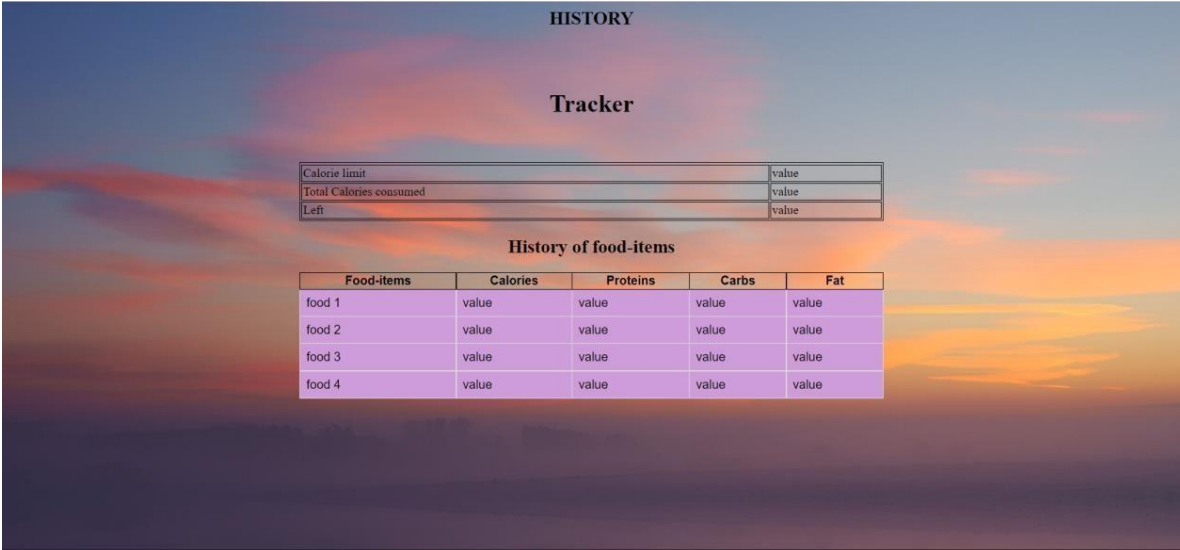 HISTORY
Tracker
Calorie limit value
Total Calories consumed value
Left value
History of food-items
Food-items Calories Proteins Carbs Fat
food 1 value value value value
food 2 value value value value
food 3 value value value value
food 4 value value value value